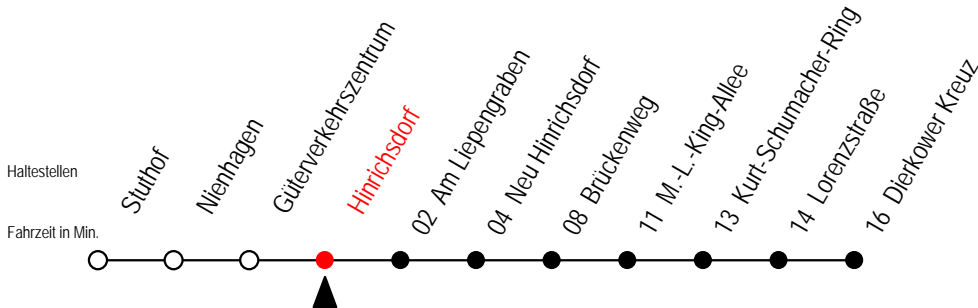 Haltestellen
Fahrzeit in Min.
Stuthof
Nienhagen
Güterverkehrszentrum
Hinrichsdorf
02 Am Liepengraben
04 Neu Hinrichsdorf
08 Brückenweg
11 M.-L.-King-Allee
13 Kurt-Schumacher-Ring
14 Lorenzstraße
16 Dierkower Kreuz